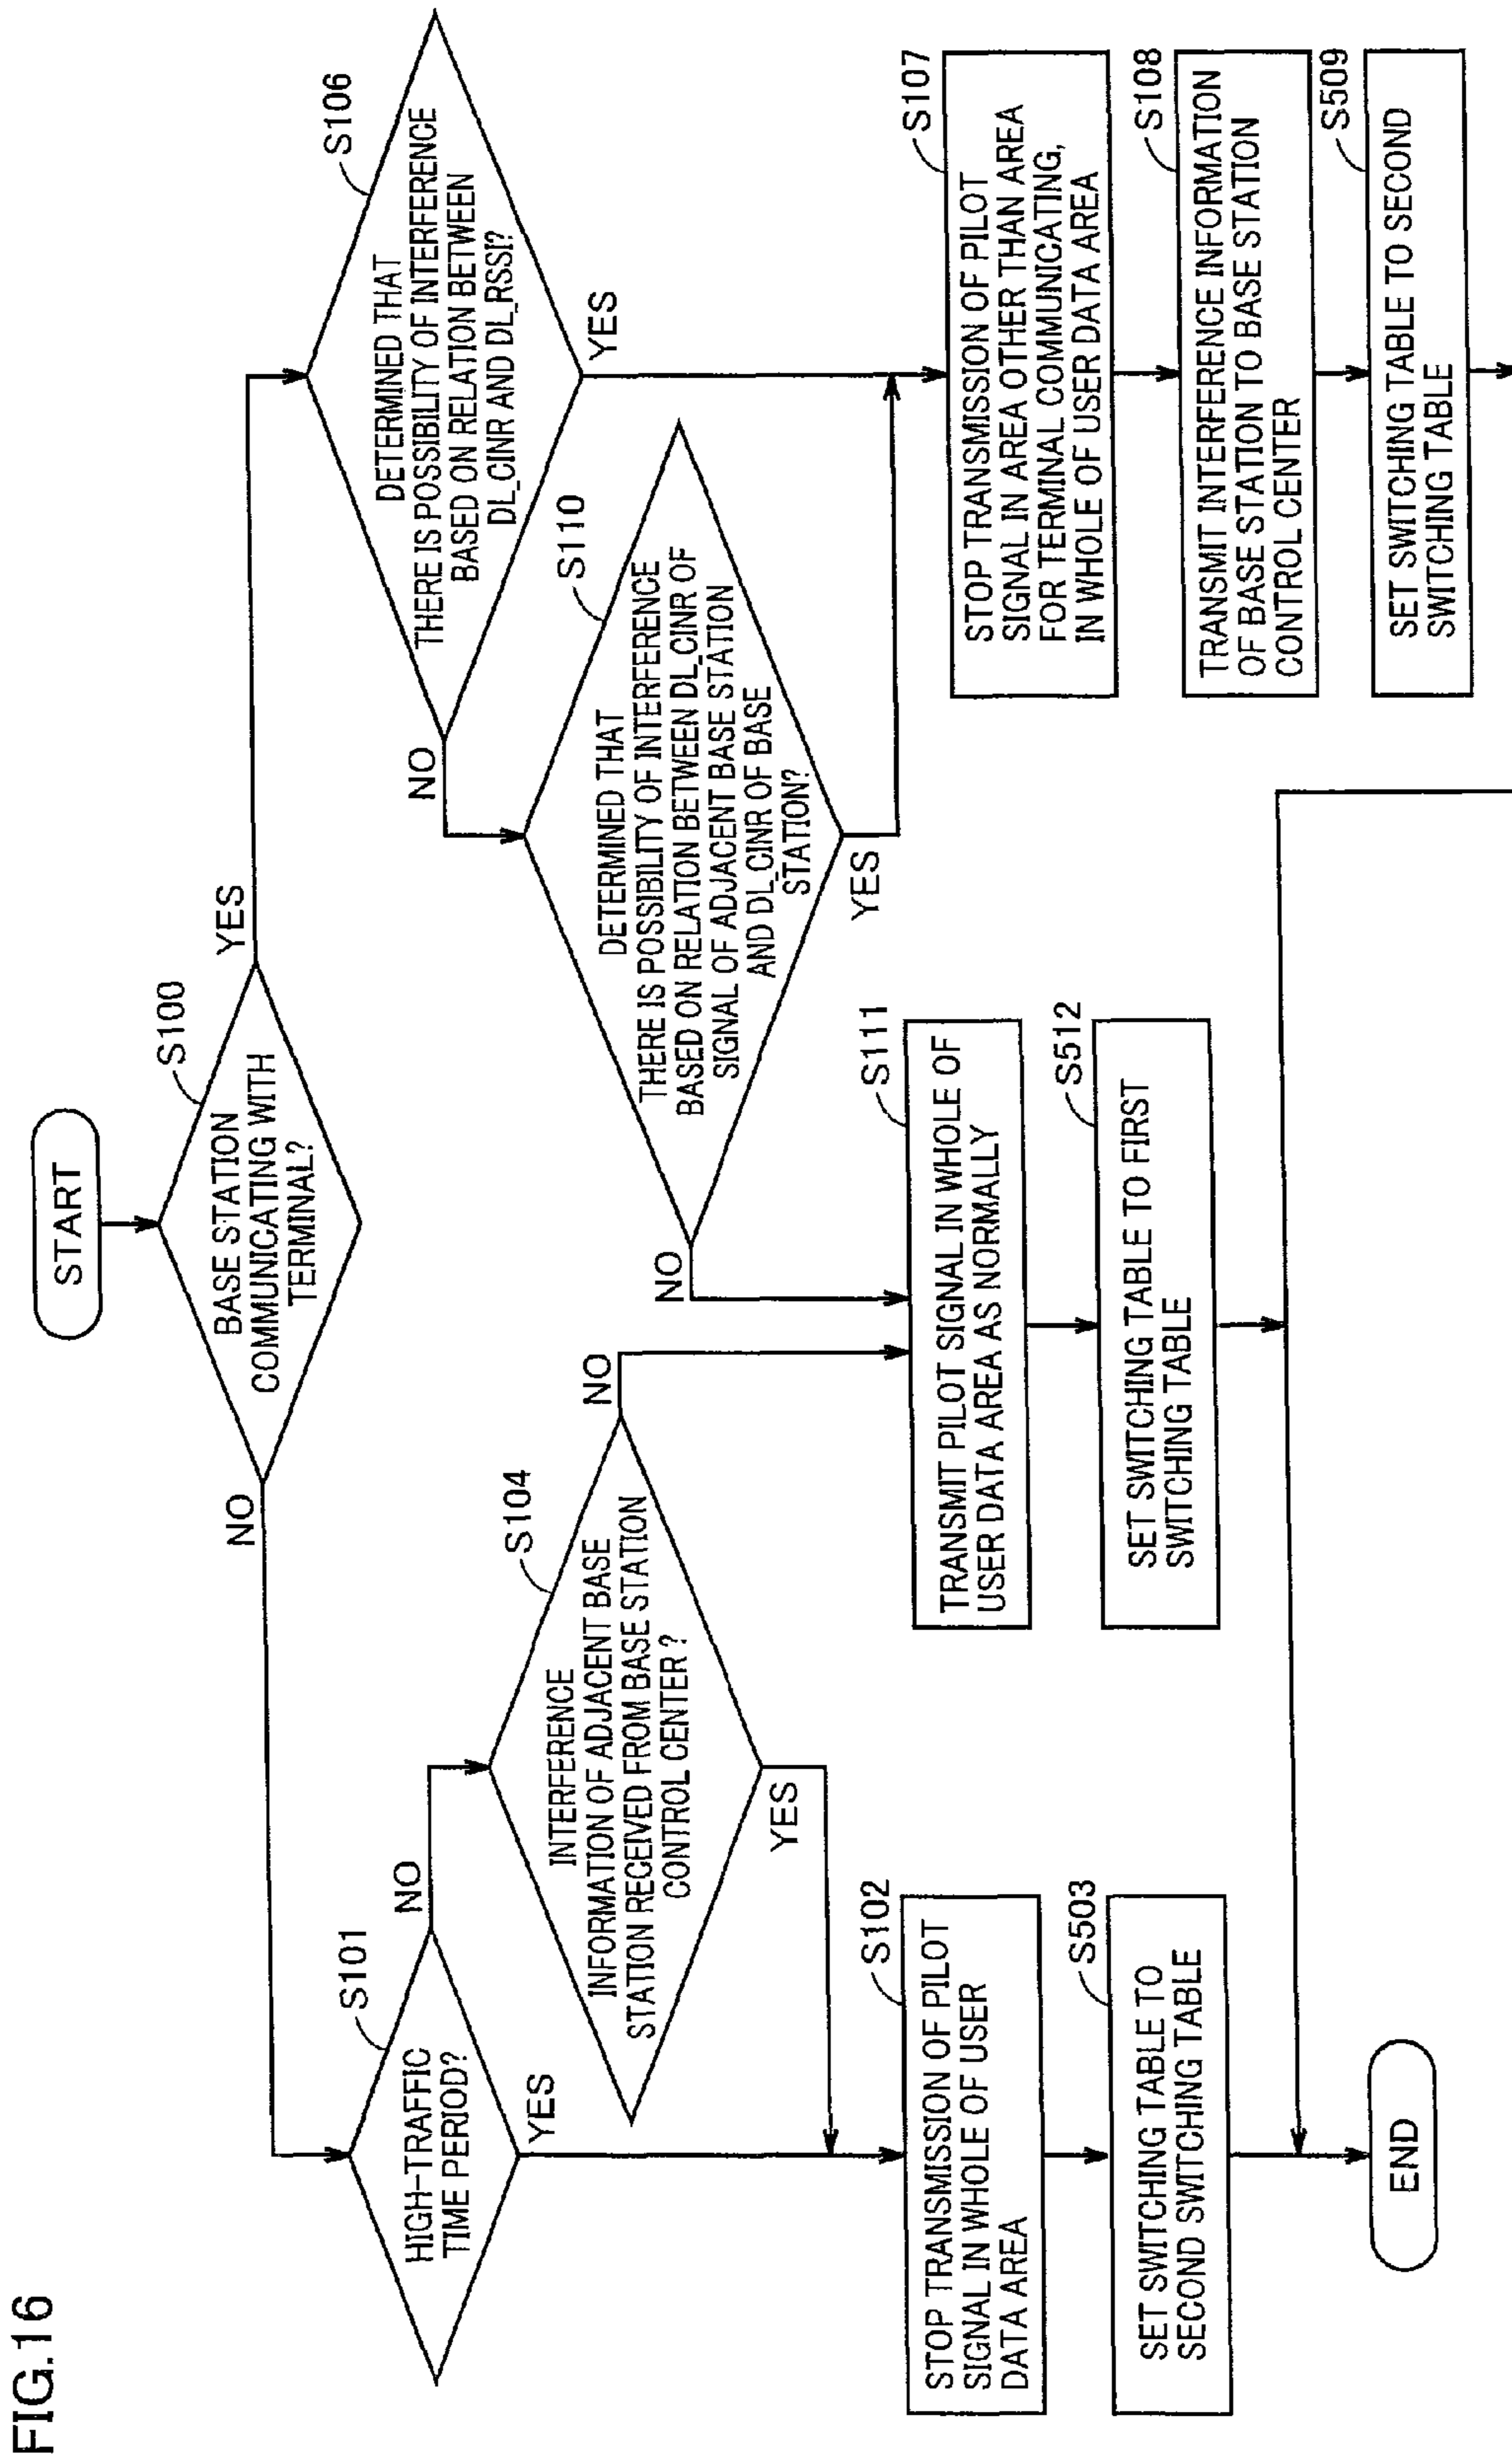 FIG.16
START
S100
BASE STATION
COMMUNICATING WITH
TERMINAL?
NO
YES
S101
HIGH-TRAFFIC
TIME PERIOD?
NO
YES
S104
INTERFERENCE
INFORMATION OF ADJACENT BASE
STATION RECEIVED FROM BASE STATION
CONTROL CENTER ?
NO
YES
S106
DETERMINED THAT
THERE IS POSSIBILITY OF INTERFERENCE
BASED ON RELATION BETWEEN
DL_CINR AND DL_RSSI?
NO
YES
S110
DETERMINED THAT
THERE IS POSSIBILITY OF INTERFERENCE
BASED ON RELATION BETWEEN DL_CINR OF
SIGNAL OF ADJACENT BASE STATION
AND DL_CINR OF BASE
STATION?
NO
YES
S102
STOP TRANSMISSION OF PILOT
SIGNAL IN WHOLE OF USER
DATA AREA
S503
SET SWITCHING TABLE TO
SECOND SWITCHING TABLE
S111
TRANSMIT PILOT SIGNAL IN WHOLE OF
USER DATA AREA AS NORMALLY
S512
SET SWITCHING TABLE TO FIRST
SWITCHING TABLE
S107
STOP TRANSMISSION OF PILOT
SIGNAL IN AREA OTHER THAN AREA
FOR TERMINAL COMMUNICATING,
IN WHOLE OF USER DATA AREA
S108
TRANSMIT INTERFERENCE INFORMATION
OF BASE STATION TO BASE STATION
CONTROL CENTER
S509
SET SWITCHING TABLE TO SECOND
SWITCHING TABLE
END